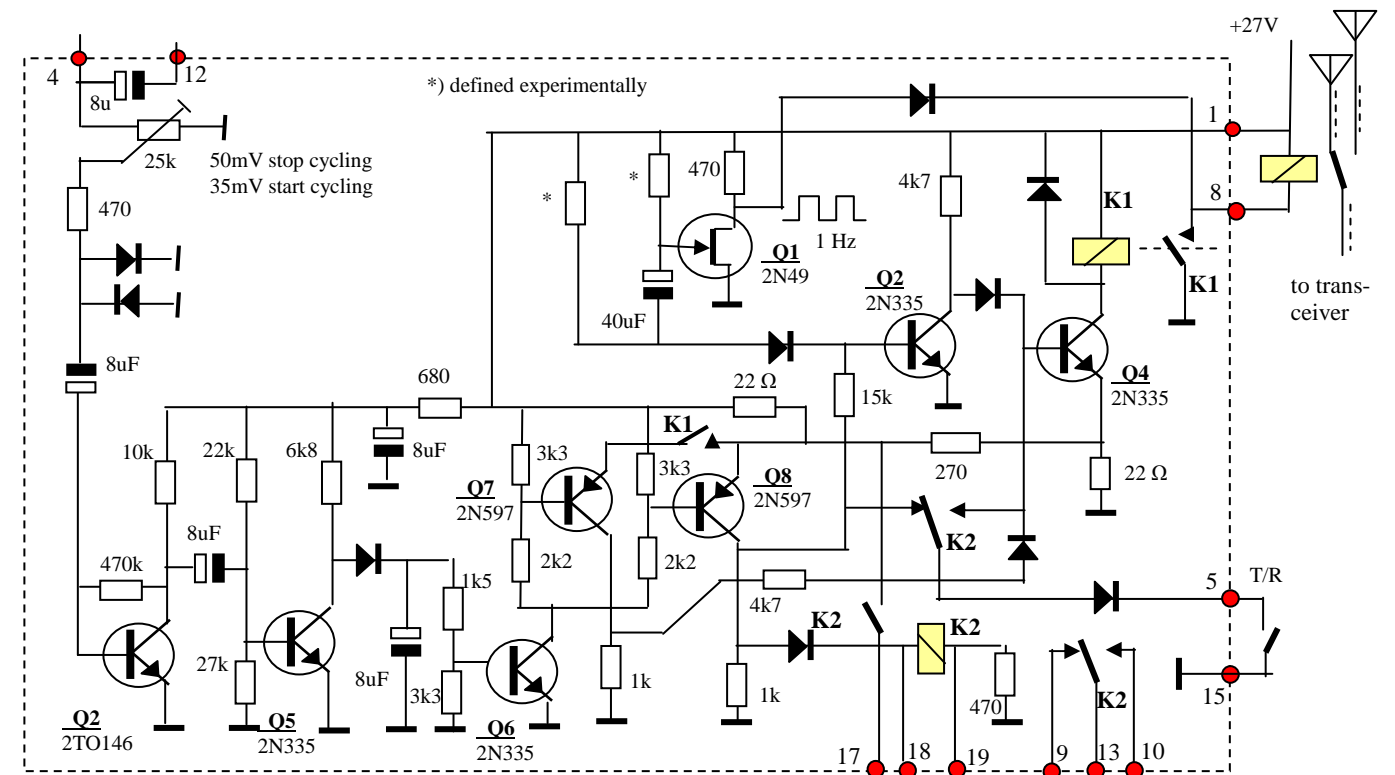 +27V
4
12
8u
*) defined experimentally
1
25k
50mV stop cycling
35mV start cycling
470
*
*
470
4k7
K1
8
1 Hz
Q1
2N49
Q2
2N335
K1
to trans-
ceiver
40uF
8uF
680
22 Ω
15k
Q4
2N335
10k
22k
6k8
8uF
3k3
K1
3k3
Q8
2N597
270
22 Ω
Q7
2N597
8uF
K2
470k
2k2
2k2
1k5
4k7
5
T/R
K2
K2
27k
8uF
3k3
1k
1k
470
K2
15
Q2
2TO146
Q5
2N335
Q6
2N335
17
18
19
9
13
10